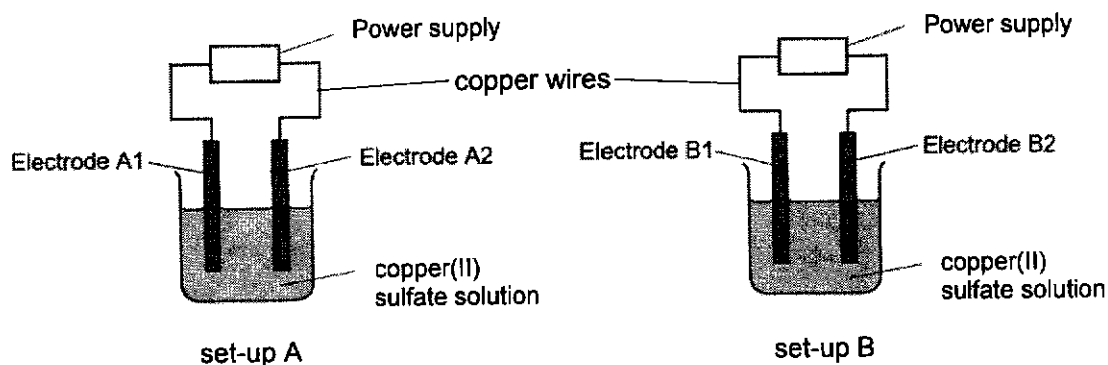 Power supply
copper wires
Electrode A1
Electrode A2
copper(II)
sulfate solution
set-up A
Power supply
Electrode B1
Electrode B2
copper(II)
sulfate solution
set-up B